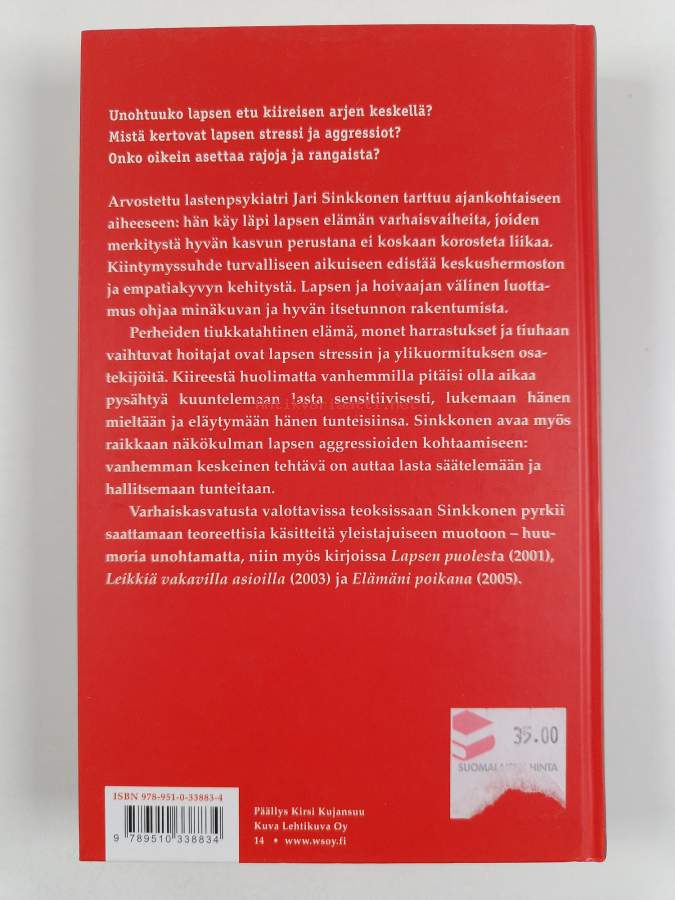 Unohtuuko lapsen etu kiireisen arjen keskellä?
Mistä kertovat lapsen stressi ja aggressiot?
Onko oikein asettaa rajoja ja rangaista?
Arvostettu lastenpsykiatri Jari Sinkkonen tarttuu ajankohtaiseen
aiheeseen: hän käy läpi lapsen elämän varhaisvaiheita, joiden
merkitystä hyvän kasvun perustana ei koskaan korosteta liikaa.
Kiintymyssuhde turvalliseen aikuiseen edistää keskushermoston
ja empatiakyvyn kehitystä. Lapsen ja hoivaajan välinen luotta-
mus ohjaa minäkuvan ja hyvän itsetunnon rakentumista.
Perheiden tiukkatahtinen elämä, monet harrastukset ja tiuhaan
vaihtuvat hoitajat ovat lapsen stressin ja ylikuormituksen osa-
tekijöitä. Kiireestä huolimatta vanhemmilla pitäisi olla aikaa
pysähtyä kuuntelemaan lasta sensitiivisesti, lukemaan hänen
mieltään ja eläytymään hänen tunteisiinsa. Sinkkonen avaa myös
raikkaan näkökulman lapsen aggressioiden kohtaamiseen:
vanhemman keskeinen tehtävä on auttaa lasta säätelemään ja
hallitsemaan tunteitaan.
Varhaiskasvatusta valottavissa teoksissaan Sinkkonen pyrkii
saattamaan teoreettisia käsitteitä yleistajuiseen muotoon – huu-
moria unohtamatta, niin myös kirjoissa Lapsen puolesta (2001),
Leikkiä vakavilla asioilla (2003) ja Elämäni poikana (2005).
35.00
HINTA
ISBN 978-951-0-33883-4
9 789510 338834
Päällys Kirsi Kujansuu
Kuva Lehtikuva Oy
14 • www.wsoy.fi